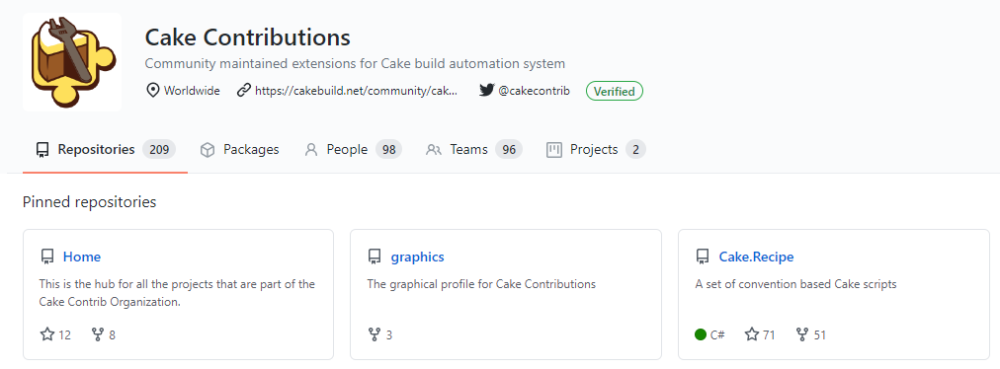 Cake Contributions
Community maintained extensions for Cake build automation system
Worldwide https://cakebuild.net/community/cak... @cakecontrib Verified
Repositories 209 Packages People 98 Teams 96 Projects 2
Pinned repositories
Home
This is the hub for all the projects that are part of the
Cake Contrib Organization.
12 8
graphics
The graphical profile for Cake Contributions
3
Cake.Recipe
A set of convention based Cake scripts
C# 71 51